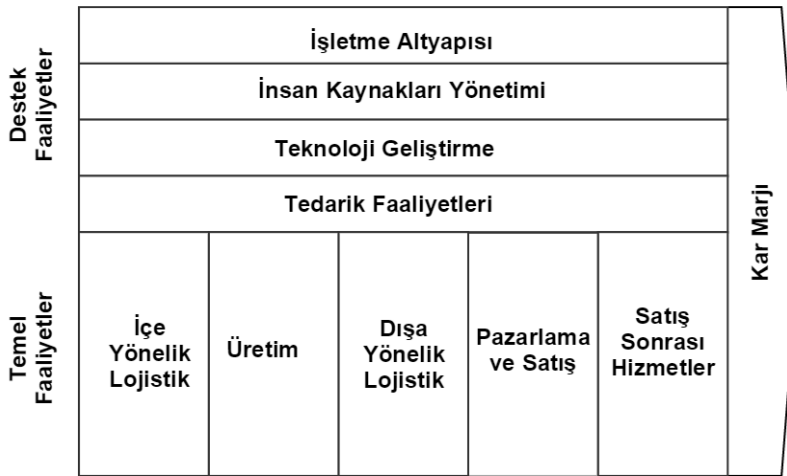 Destek
Faaliyetler
İşletme Altyapısı
İnsan Kaynakları Yönetimi
Teknoloji Geliştirme
Tedarik Faaliyetleri
Temel
Faaliyetler
İçe
Yönelik
Lojistik
Üretim
Dışa
Yönelik
Lojistik
Pazarlama
ve Satış
Satış
Sonrası
Hizmetler
Kar Marjı